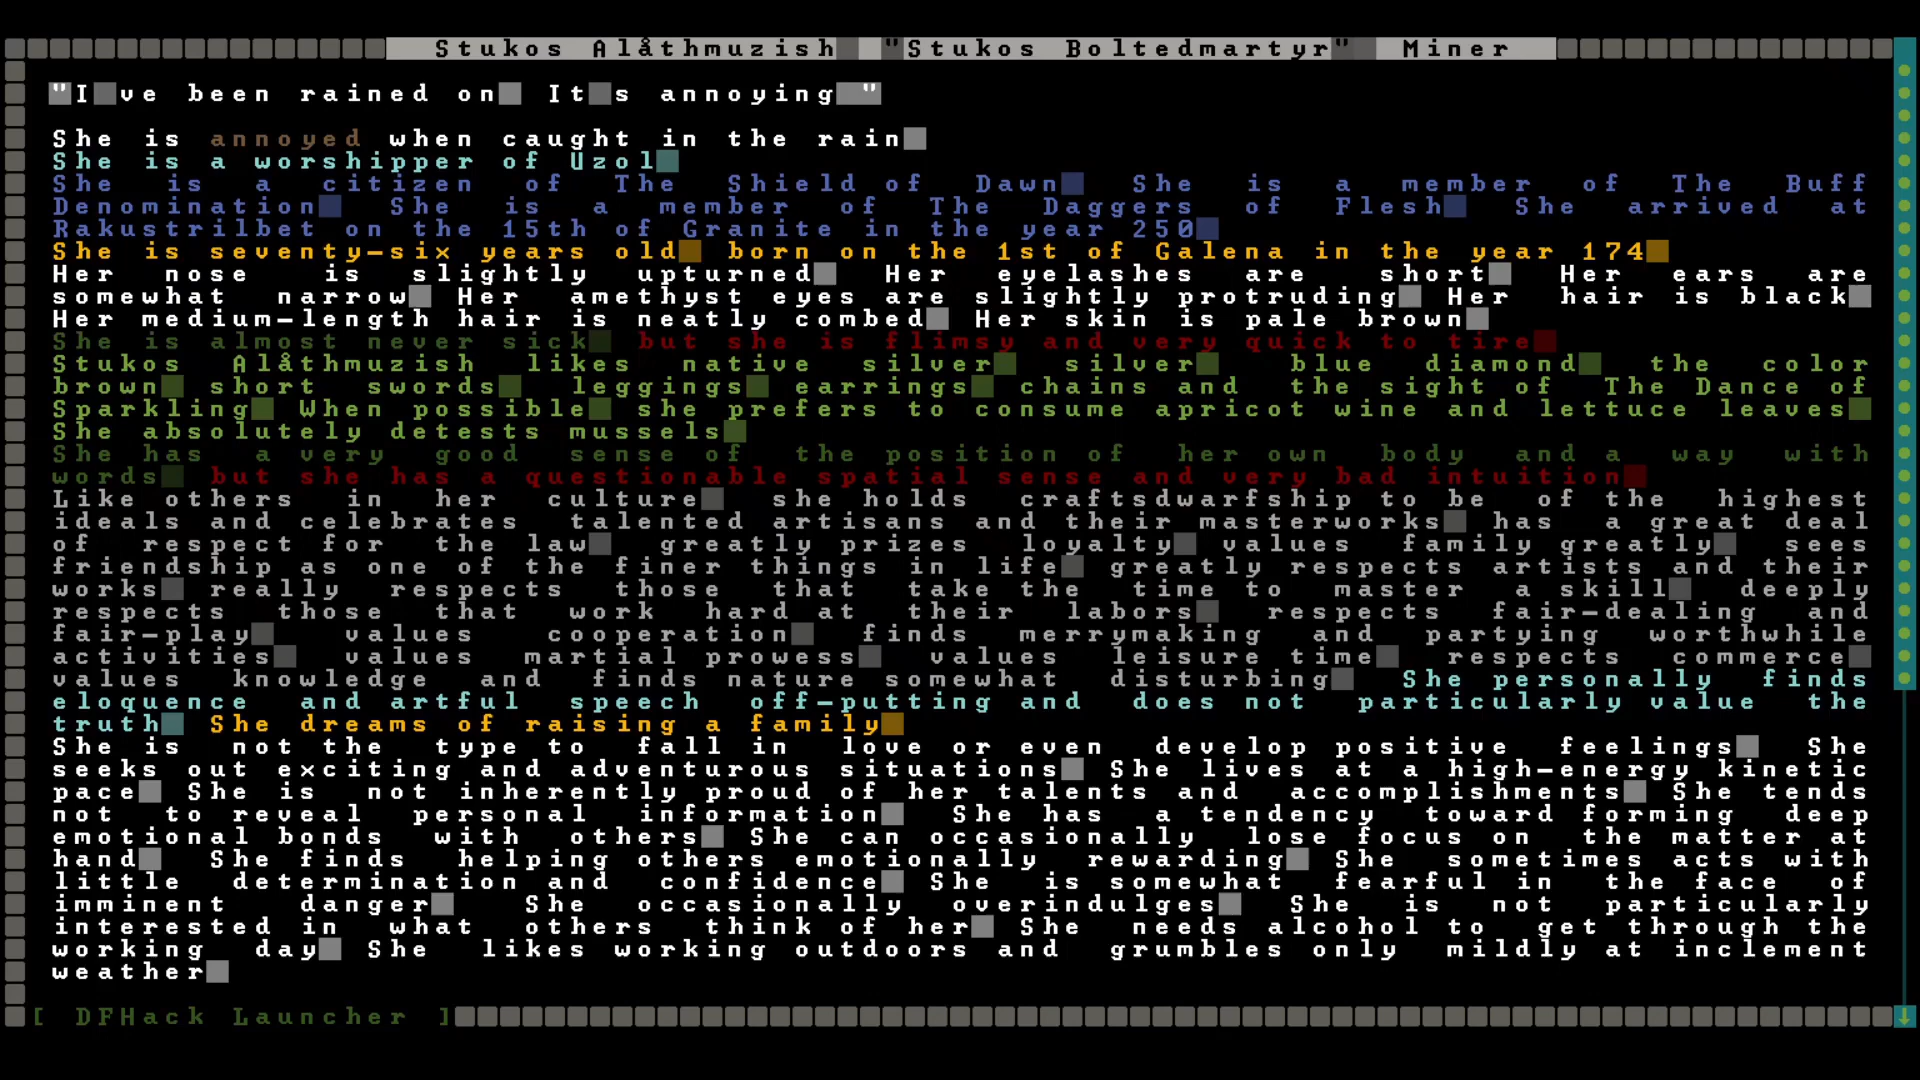 Stukos Alåthmuzish "Stukos Boltedmartyr" Miner
"I ve been rained on It s annoying "
She is annoyed when caught in the rain
She is a worshipper of Uzol
She is a citizen of The Shield of Dawn She is a member of The Buff
Denomination She is a member of The Daggers of Flesh She arrived at
Rakustrilbet on the 15th of Granite in the year 250
She is seventy-six years old born on the 1st of Galena in the year 174
Her nose is slightly upturned Her eyelashes are short Her ears are
somewhat narrow Her amethyst eyes are slightly protruding Her hair is black
Her medium-length hair is neatly combed Her skin is pale brown
She is almost never sick but she is flimsy and very quick to tire
Stukos Alåthmuzish likes native silver silver blue diamond the color
brown short swords leggings earrings chains and the sight of The Dance of
Sparkling When possible she prefers to consume apricot wine and lettuce leaves
She absolutely detests mussels
She has a very good sense of the position of her own body and a way with
words but she has a questionable spatial sense and very bad intuition
Like others in her culture she holds craftsdwarfship to be of the highest
ideals and celebrates talented artisans and their masterworks has a great deal
of respect for the law greatly prizes loyalty values family greatly sees
friendship as one of the finer things in life greatly respects artists and their
works really respects those that take the time to master a skill deeply
respects those that work hard at their labors respects fair-dealing and
fair-play values cooperation finds merrymaking and partying worthwhile
activities values martial prowess values leisure time respects commerce
values knowledge and finds nature somewhat disturbing She personally finds
eloquence and artful speech off-putting and does not particularly value the
truth She dreams of raising a family
She is not the type to fall in love or even develop positive feelings She
seeks out exciting and adventurous situations She lives at a high-energy kinetic
pace She is not inherently proud of her talents and accomplishments She tends
not to reveal personal information She has a tendency toward forming deep
emotional bonds with others She can occasionally lose focus on the matter at
hand She finds helping others emotionally rewarding She sometimes acts with
little determination and confidence She is somewhat fearful in the face of
imminent danger She occasionally overindulges She is not particularly
interested in what others think of her She needs alcohol to get through the
working day She likes working outdoors and grumbles only mildly at inclement
weather
[ DFHack Launcher ]